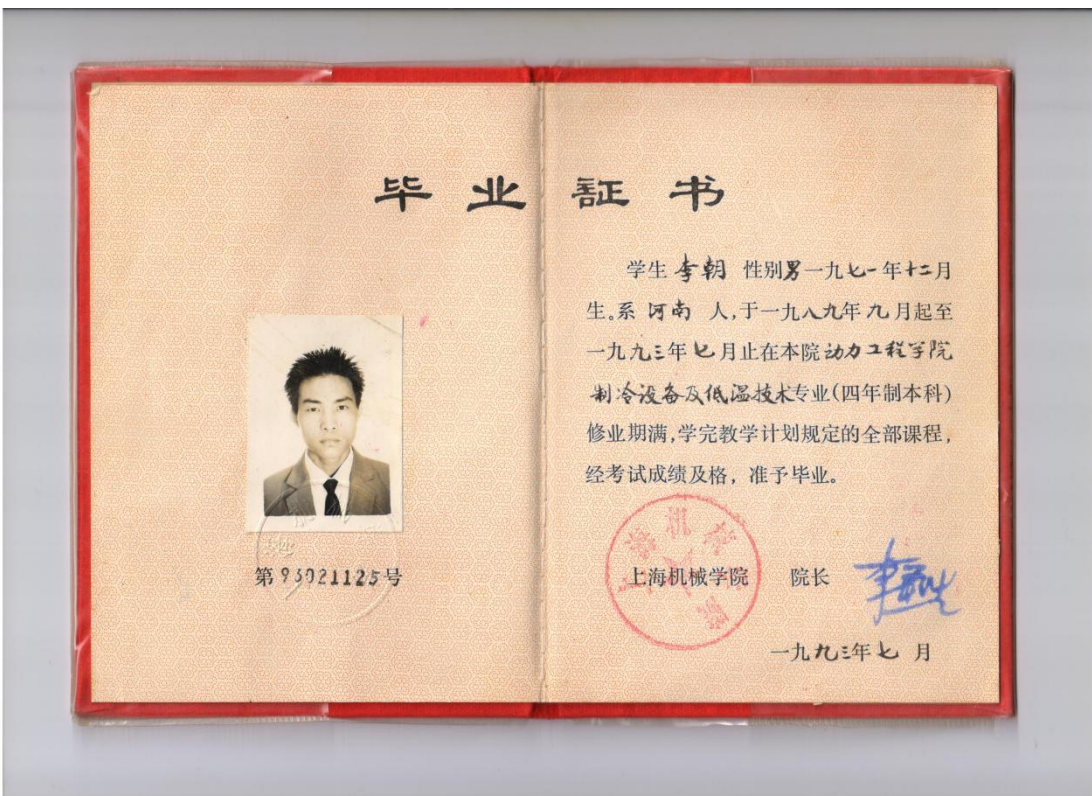 毕业証书
学生 李朝 性别男一九七一年十二月
生。系 河南 人,于一九八九年九月起至
一九九三年七月止在本院动力工程学院
制冷设备及低温技术专业(四年制本科)
修业期满,学完教学计划规定的全部课程,
经考试成绩及格,准予毕业。
上海机械学院 院长
一九九三年七月
第93021125号
上海机械学院